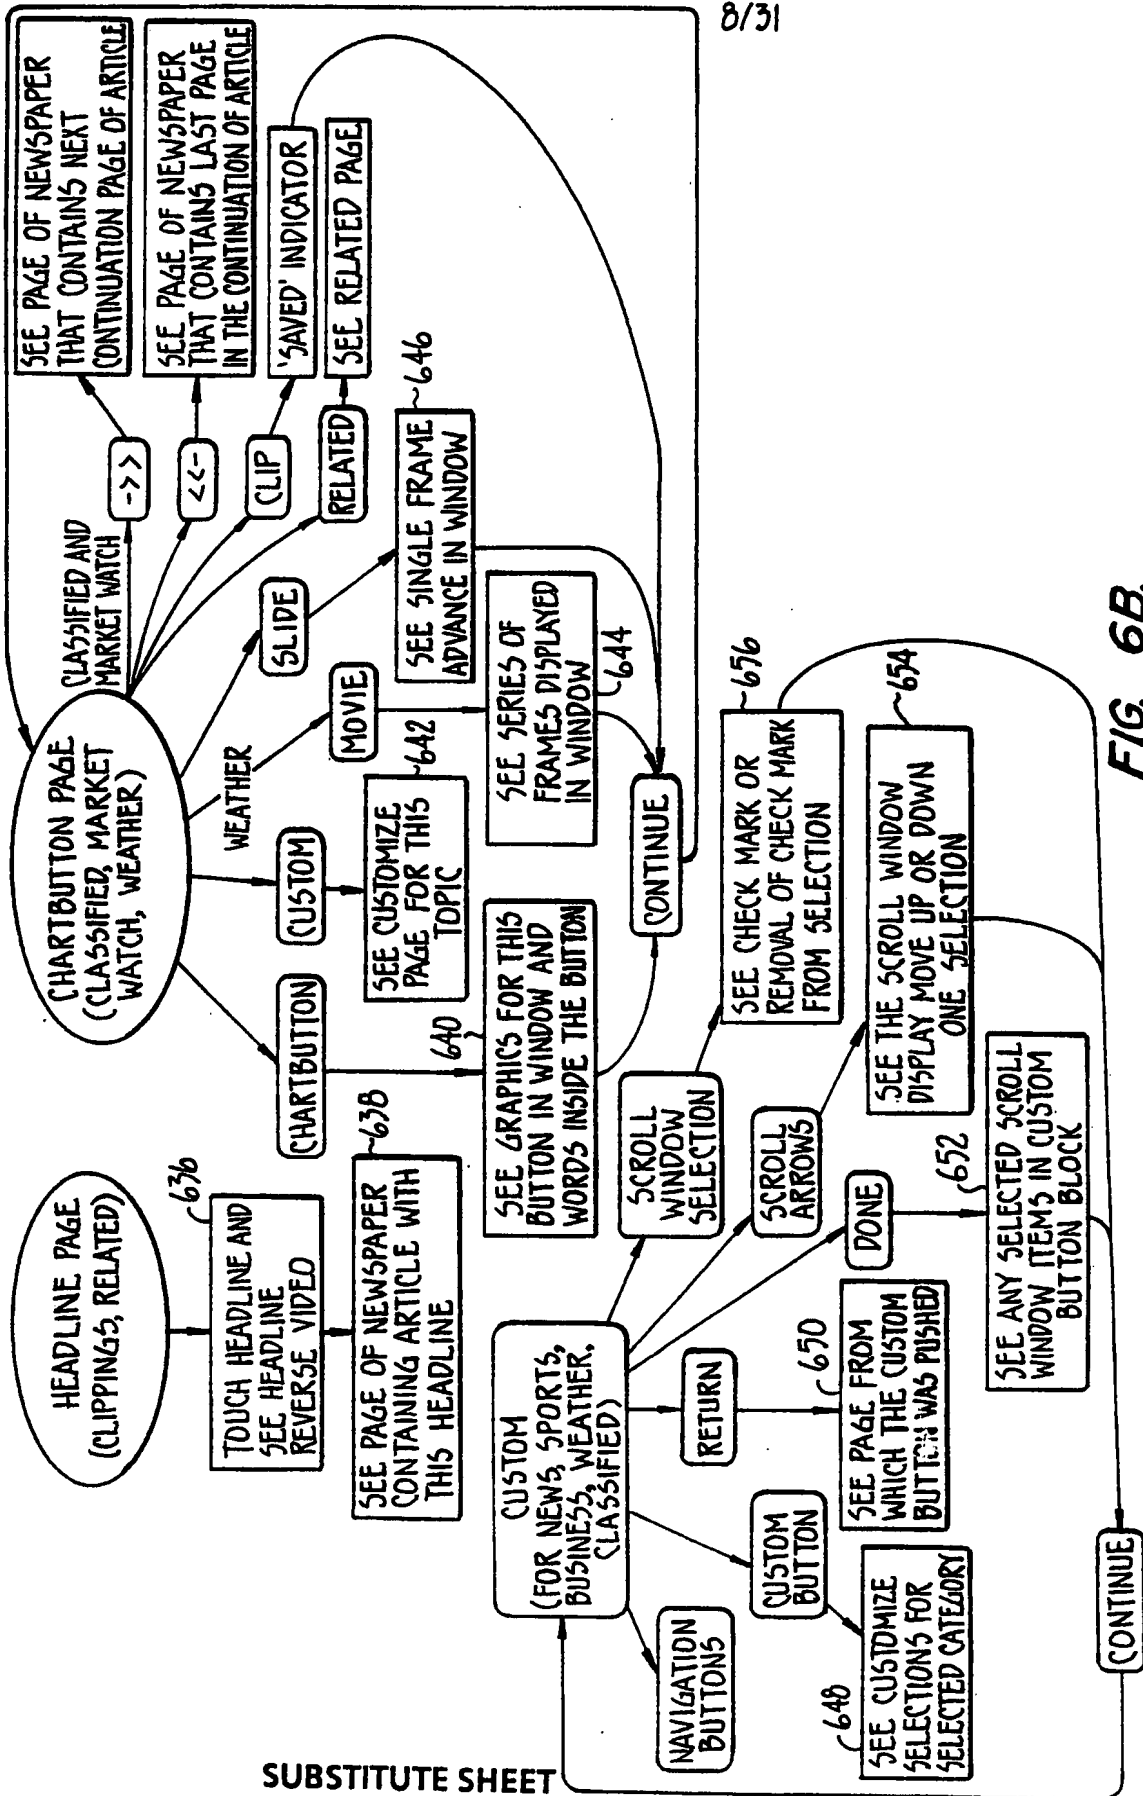 8/31
HEADLINE PAGE
(CLIPPINGS, RELATED)
636
TOUCH HEADLINE AND
SEE HEADLINE
REVERSE VIDEO
638
SEE PAGE OF NEWSPAPER
CONTAINING ARTICLE WITH
THIS HEADLINE
CHARTBUTTON PAGE
(CLASSIFIED, MARKET
WATCH, WEATHER)
CHARTBUTTON
640
SEE GRAPHICS FOR THIS
BUTTON IN WINDOW AND
WORDS INSIDE THE BUTTON
CUSTOM
642
SEE CUSTOMIZE
PAGE FOR THIS
TOPIC
WEATHER
MOVIE
SEE SERIES OF
FRAMES DISPLAYED
IN WINDOW
644
SLIDE
646
SEE SINGLE FRAME
ADVANCE IN WINDOW
CLASSIFIED AND
MARKET WATCH
->>
SEE PAGE OF NEWSPAPER
THAT CONTAINS NEXT
CONTINUATION PAGE OF ARTICLE
<<-
SEE PAGE OF NEWSPAPER
THAT CONTAINS LAST PAGE
IN THE CONTINUATION OF ARTICLE
CLIP
'SAVED' INDICATOR
RELATED
SEE RELATED PAGE
CONTINUE
CUSTOM
(FOR NEWS, SPORTS,
BUSINESS, WEATHER,
CLASSIFIED)
NAVIGATION
BUTTONS
CUSTOM
BUTTON
648
SEE CUSTOMIZE
SELECTIONS FOR
SELECTED CATEGORY
RETURN
650
SEE PAGE FROM
WHICH THE CUSTOM
BUTTON WAS PUSHED
DONE
652
SEE ANY SELECTED SCROLL
WINDOW ITEMS IN CUSTOM
BUTTON BLOCK
SCROLL
ARROWS
654
SEE THE SCROLL WINDOW
DISPLAY MOVE UP OR DOWN
ONE SELECTION
SCROLL
WINDOW
SELECTION
656
SEE CHECK MARK OR
REMOVAL OF CHECK MARK
FROM SELECTION
CONTINUE
FIG. 6B.
SUBSTITUTE SHEET